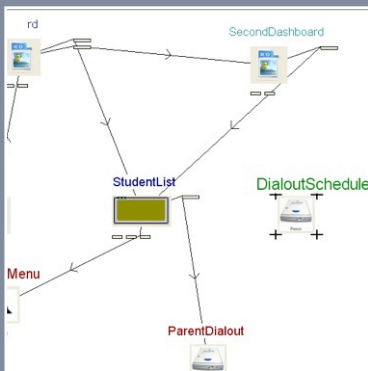 rd
SecondDashboard
StudentList
DialoutSchedule
Menu
ParentDialout